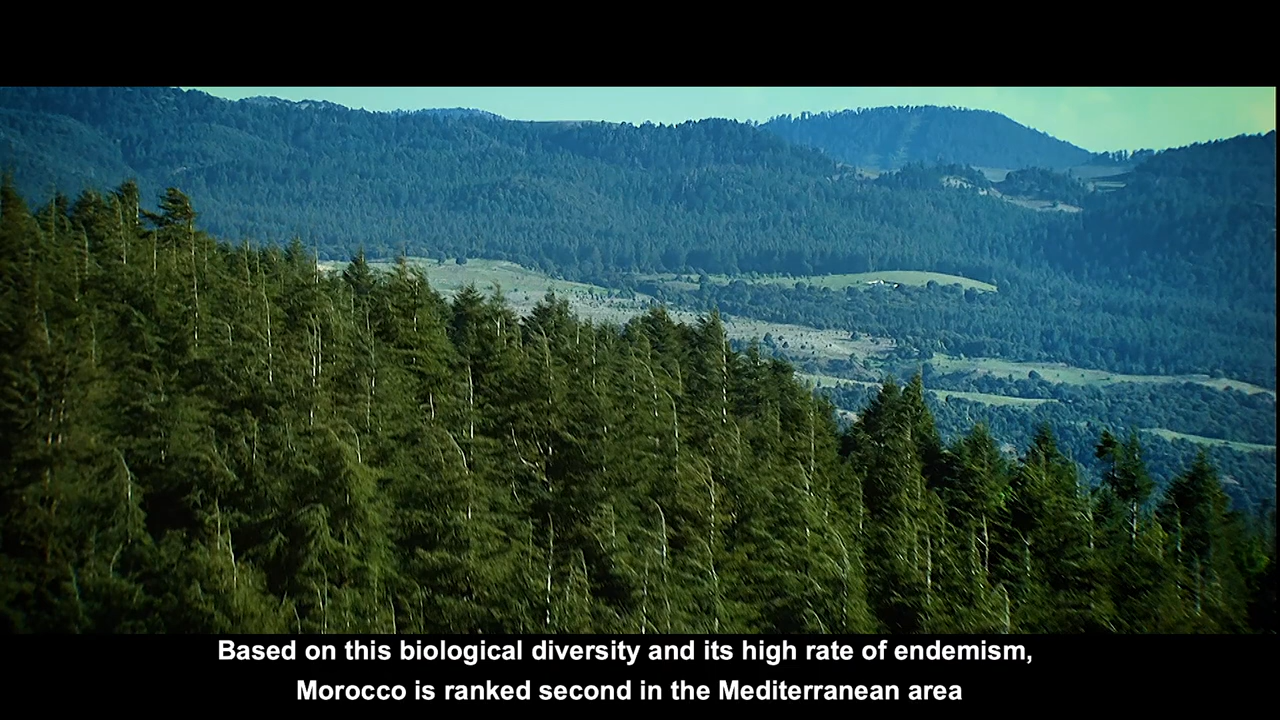 Based on this biological diversity and its high rate of endemism,
Morocco is ranked second in the Mediterranean area